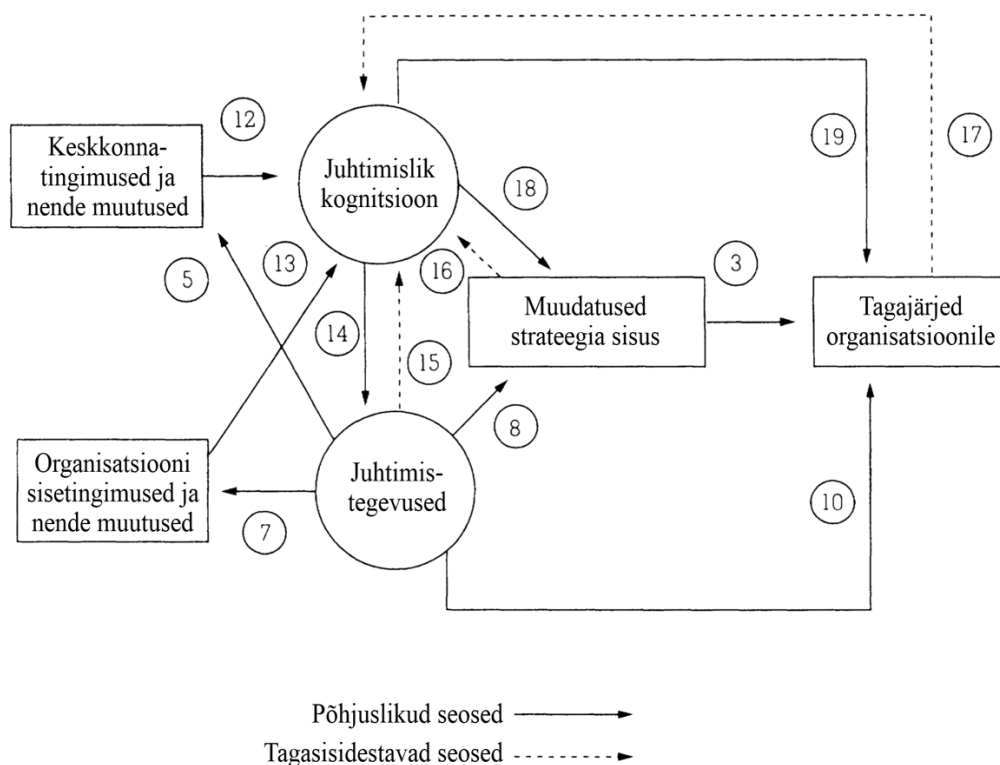 12
19
17
Keskkonna-
tingimused ja
nende muutused
Juhtimislik
kognitsioon
18
5
13
16
3
14
15
Muudatused
strateegia sisus
Tagajärjed
organisatsioonile
8
Organisatsiooni
sisetingimused ja
nende muutused
Juhtimis-
tegevused
7
10
Põhjuslikud seosed
Tagasisidestavad seosed